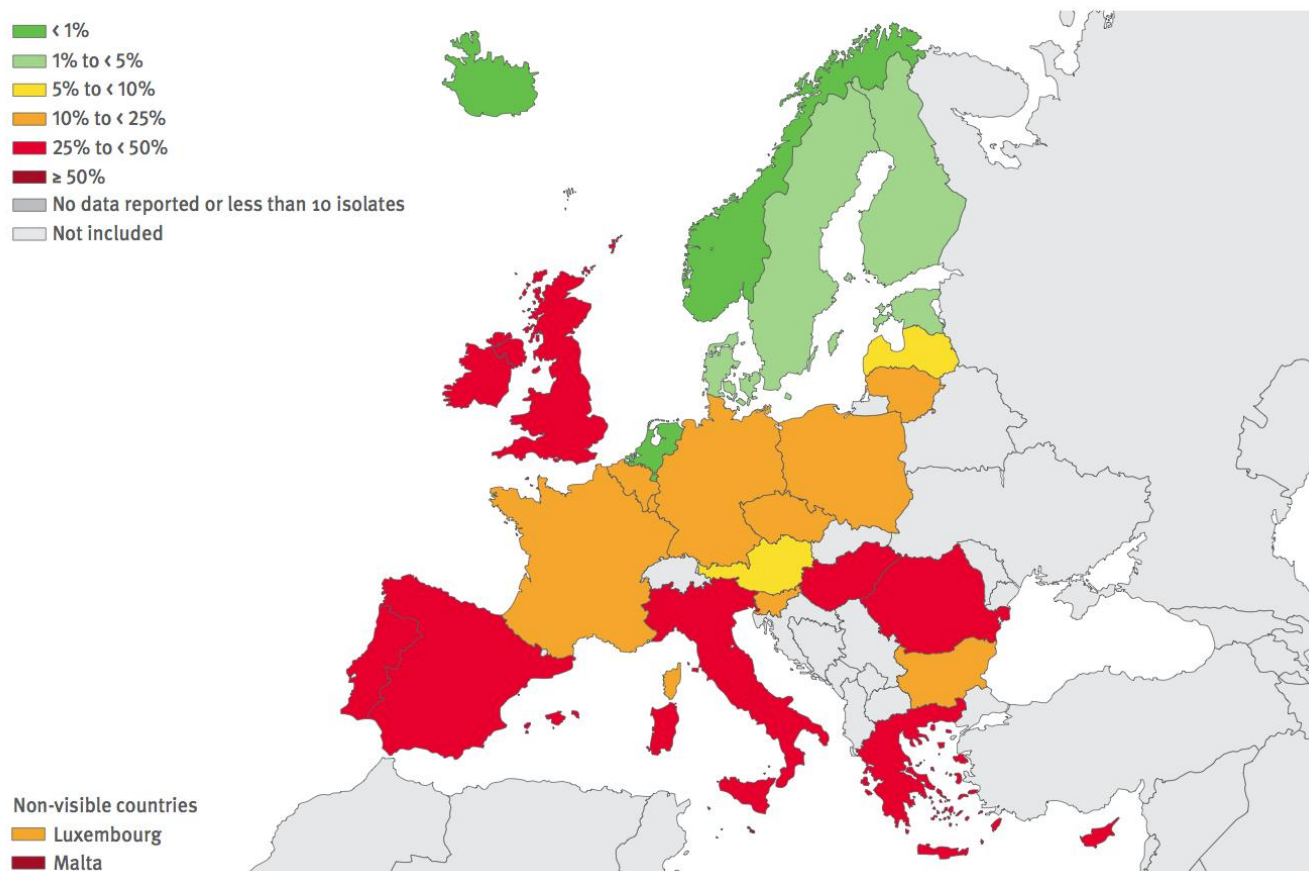 < 1%
1% to < 5%
5% to < 10%
10% to < 25%
25% to < 50%
≥ 50%
No data reported or less than 10 isolates
Not included
Non-visible countries
Luxembourg
Malta